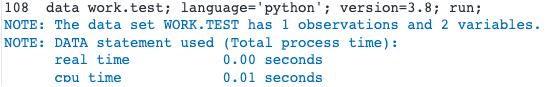 108  data work.test; language='python'; version=3.8; run;
NOTE: The data set WORK.TEST has 1 observations and 2 variables.
NOTE: DATA statement used (Total process time):
      real time           0.00 seconds
      cpu time            0.01 seconds